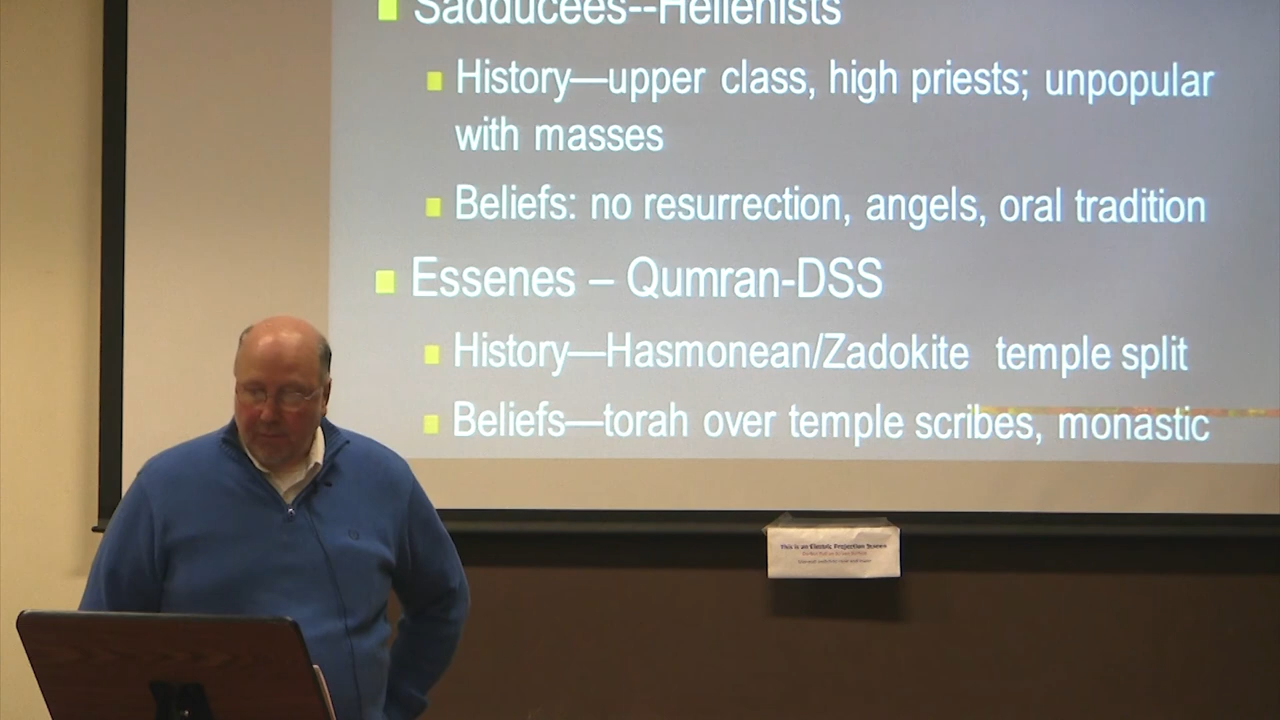 Sadducees--Hellenists
History—upper class, high priests; unpopular
with masses
Beliefs: no resurrection, angels, oral tradition
Essenes – Qumran-DSS
History—Hasmonean/Zadokite temple split
Beliefs—torah over temple scribes, monastic
This is an Electric Projection Screen